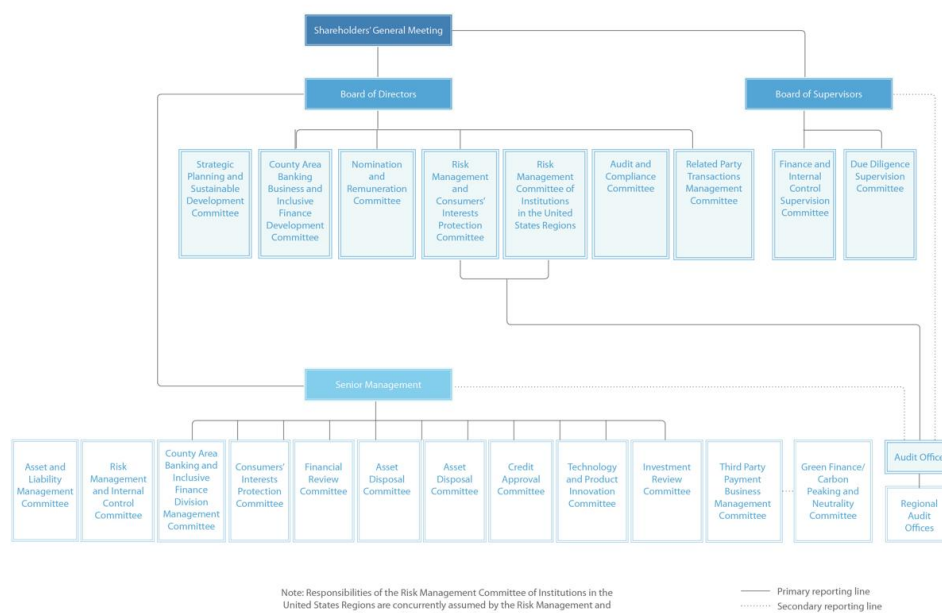 Shareholders' General Meeting
Board of Directors
Board of Supervisors
Strategic
Planning and
Sustainable
Development
Committee
County Area
Banking
Business and
Inclusive
Finance
Development
Committee
Nomination
and
Remuneration
Committee
Risk
Management
and
Consumers'
Interests
Protection
Committee
Risk
Management
Committee of
Institutions
in the United
States Regions
Audit and
Compliance
Committee
Related Party
Transactions
Management
Committee
Finance and
Internal
Control
Supervision
Committee
Due Diligence
Supervision
Committee
Senior Management
Asset and
Liability
Management
Committee
Risk
Management
and Internal
Control
Committee
County Area
Banking and
Inclusive
Finance
Division
Management
Committee
Consumers'
Interests
Protection
Committee
Financial
Review
Committee
Asset
Disposal
Committee
Asset
Disposal
Committee
Credit
Approval
Committee
Technology
and Product
Innovation
Committee
Investment
Review
Committee
Third Party
Payment
Business
Management
Committee
Green Finance/
Carbon
Peaking and
Neutrality
Committee
Audit Office
Regional
Audit
Offices
Note: Responsibilities of the Risk Management Committee of Institutions in the
United States Regions are concurrently assumed by the Risk Management and
Primary reporting line
Secondary reporting line